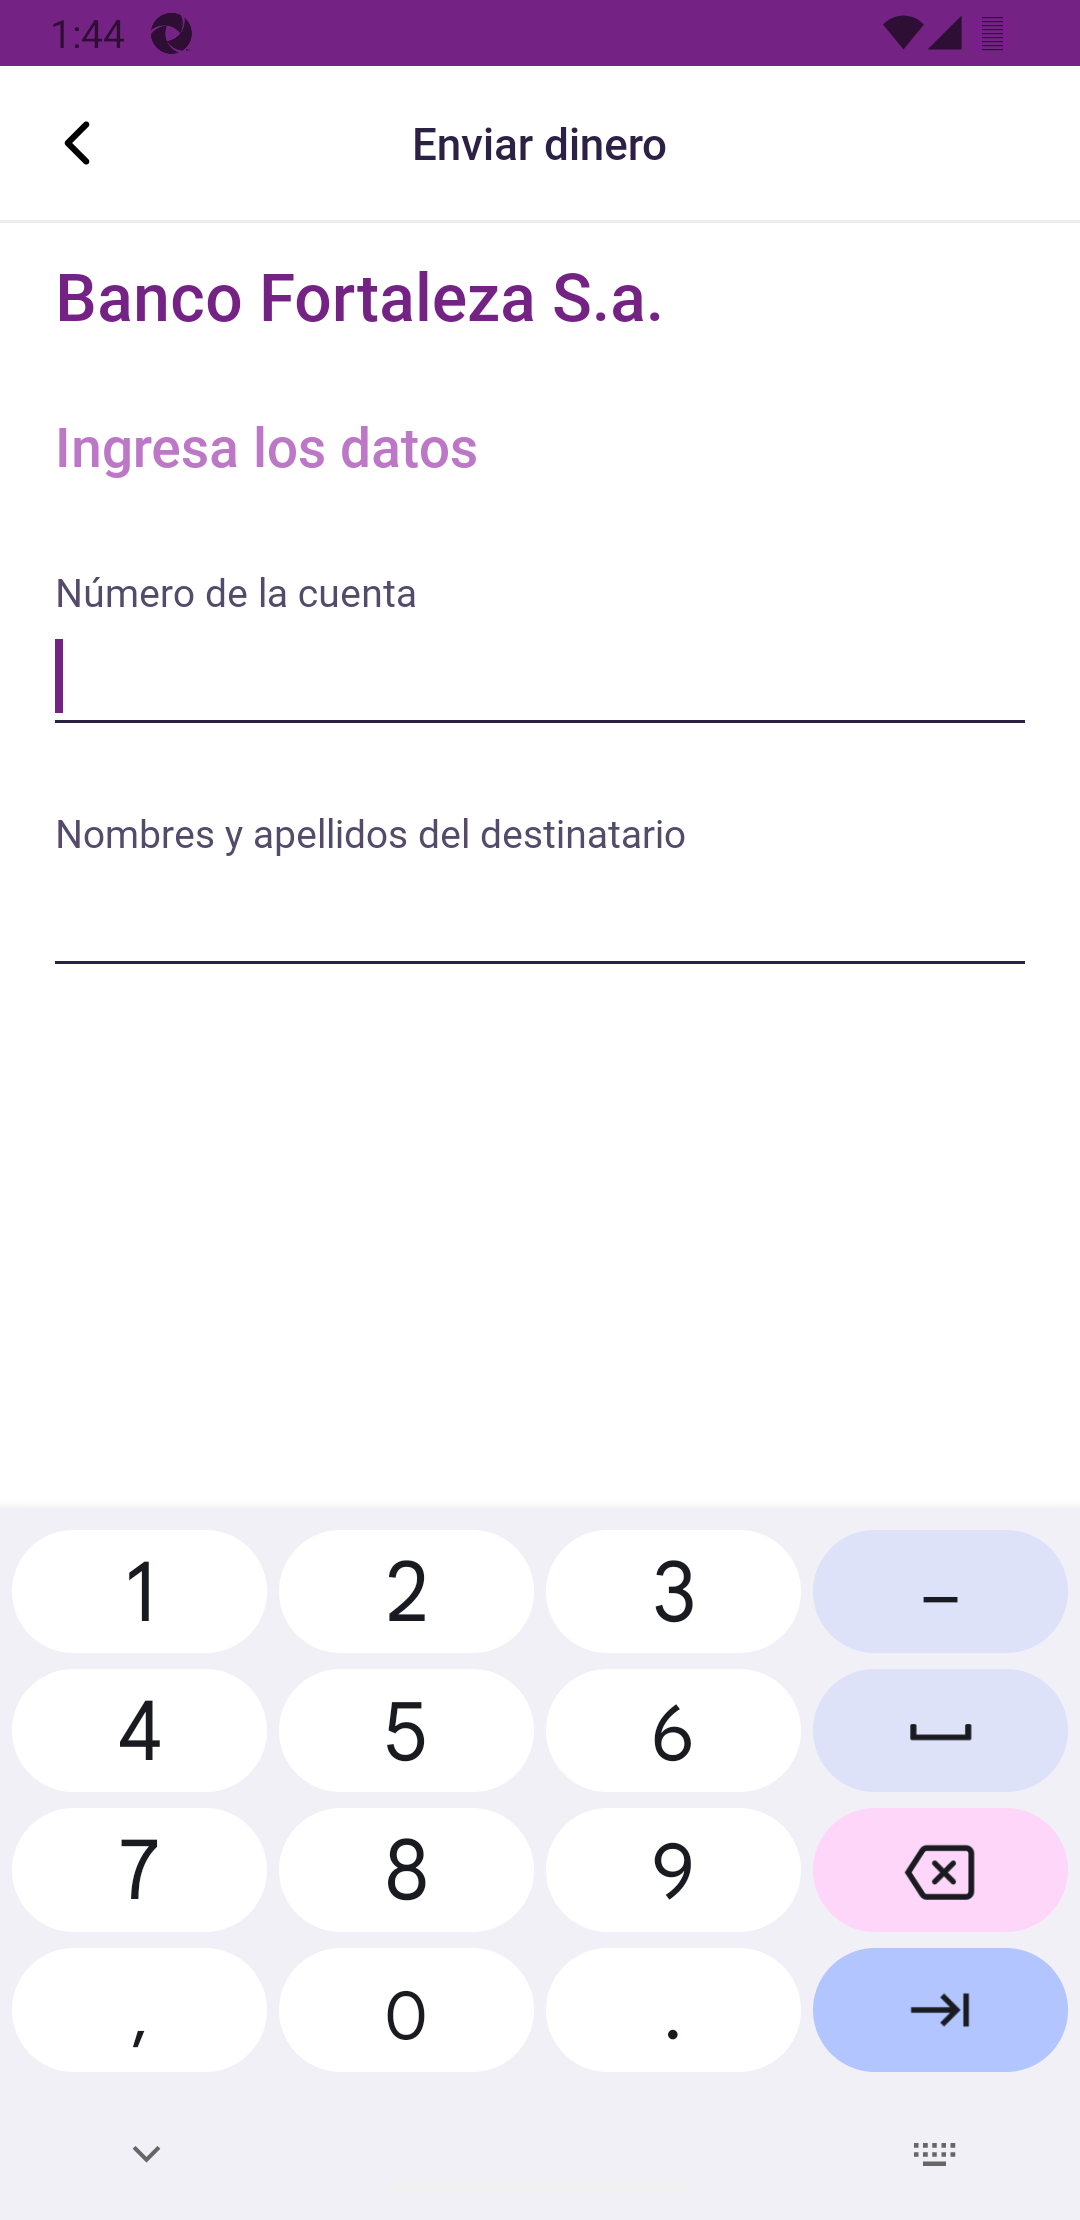 1:44
Enviar dinero
Banco Fortaleza S.a.
Ingresa los datos
Número de la cuenta
Nombres y apellidos del destinatario
1 2 3 –
4 5 6
7 8 9
, 0 .